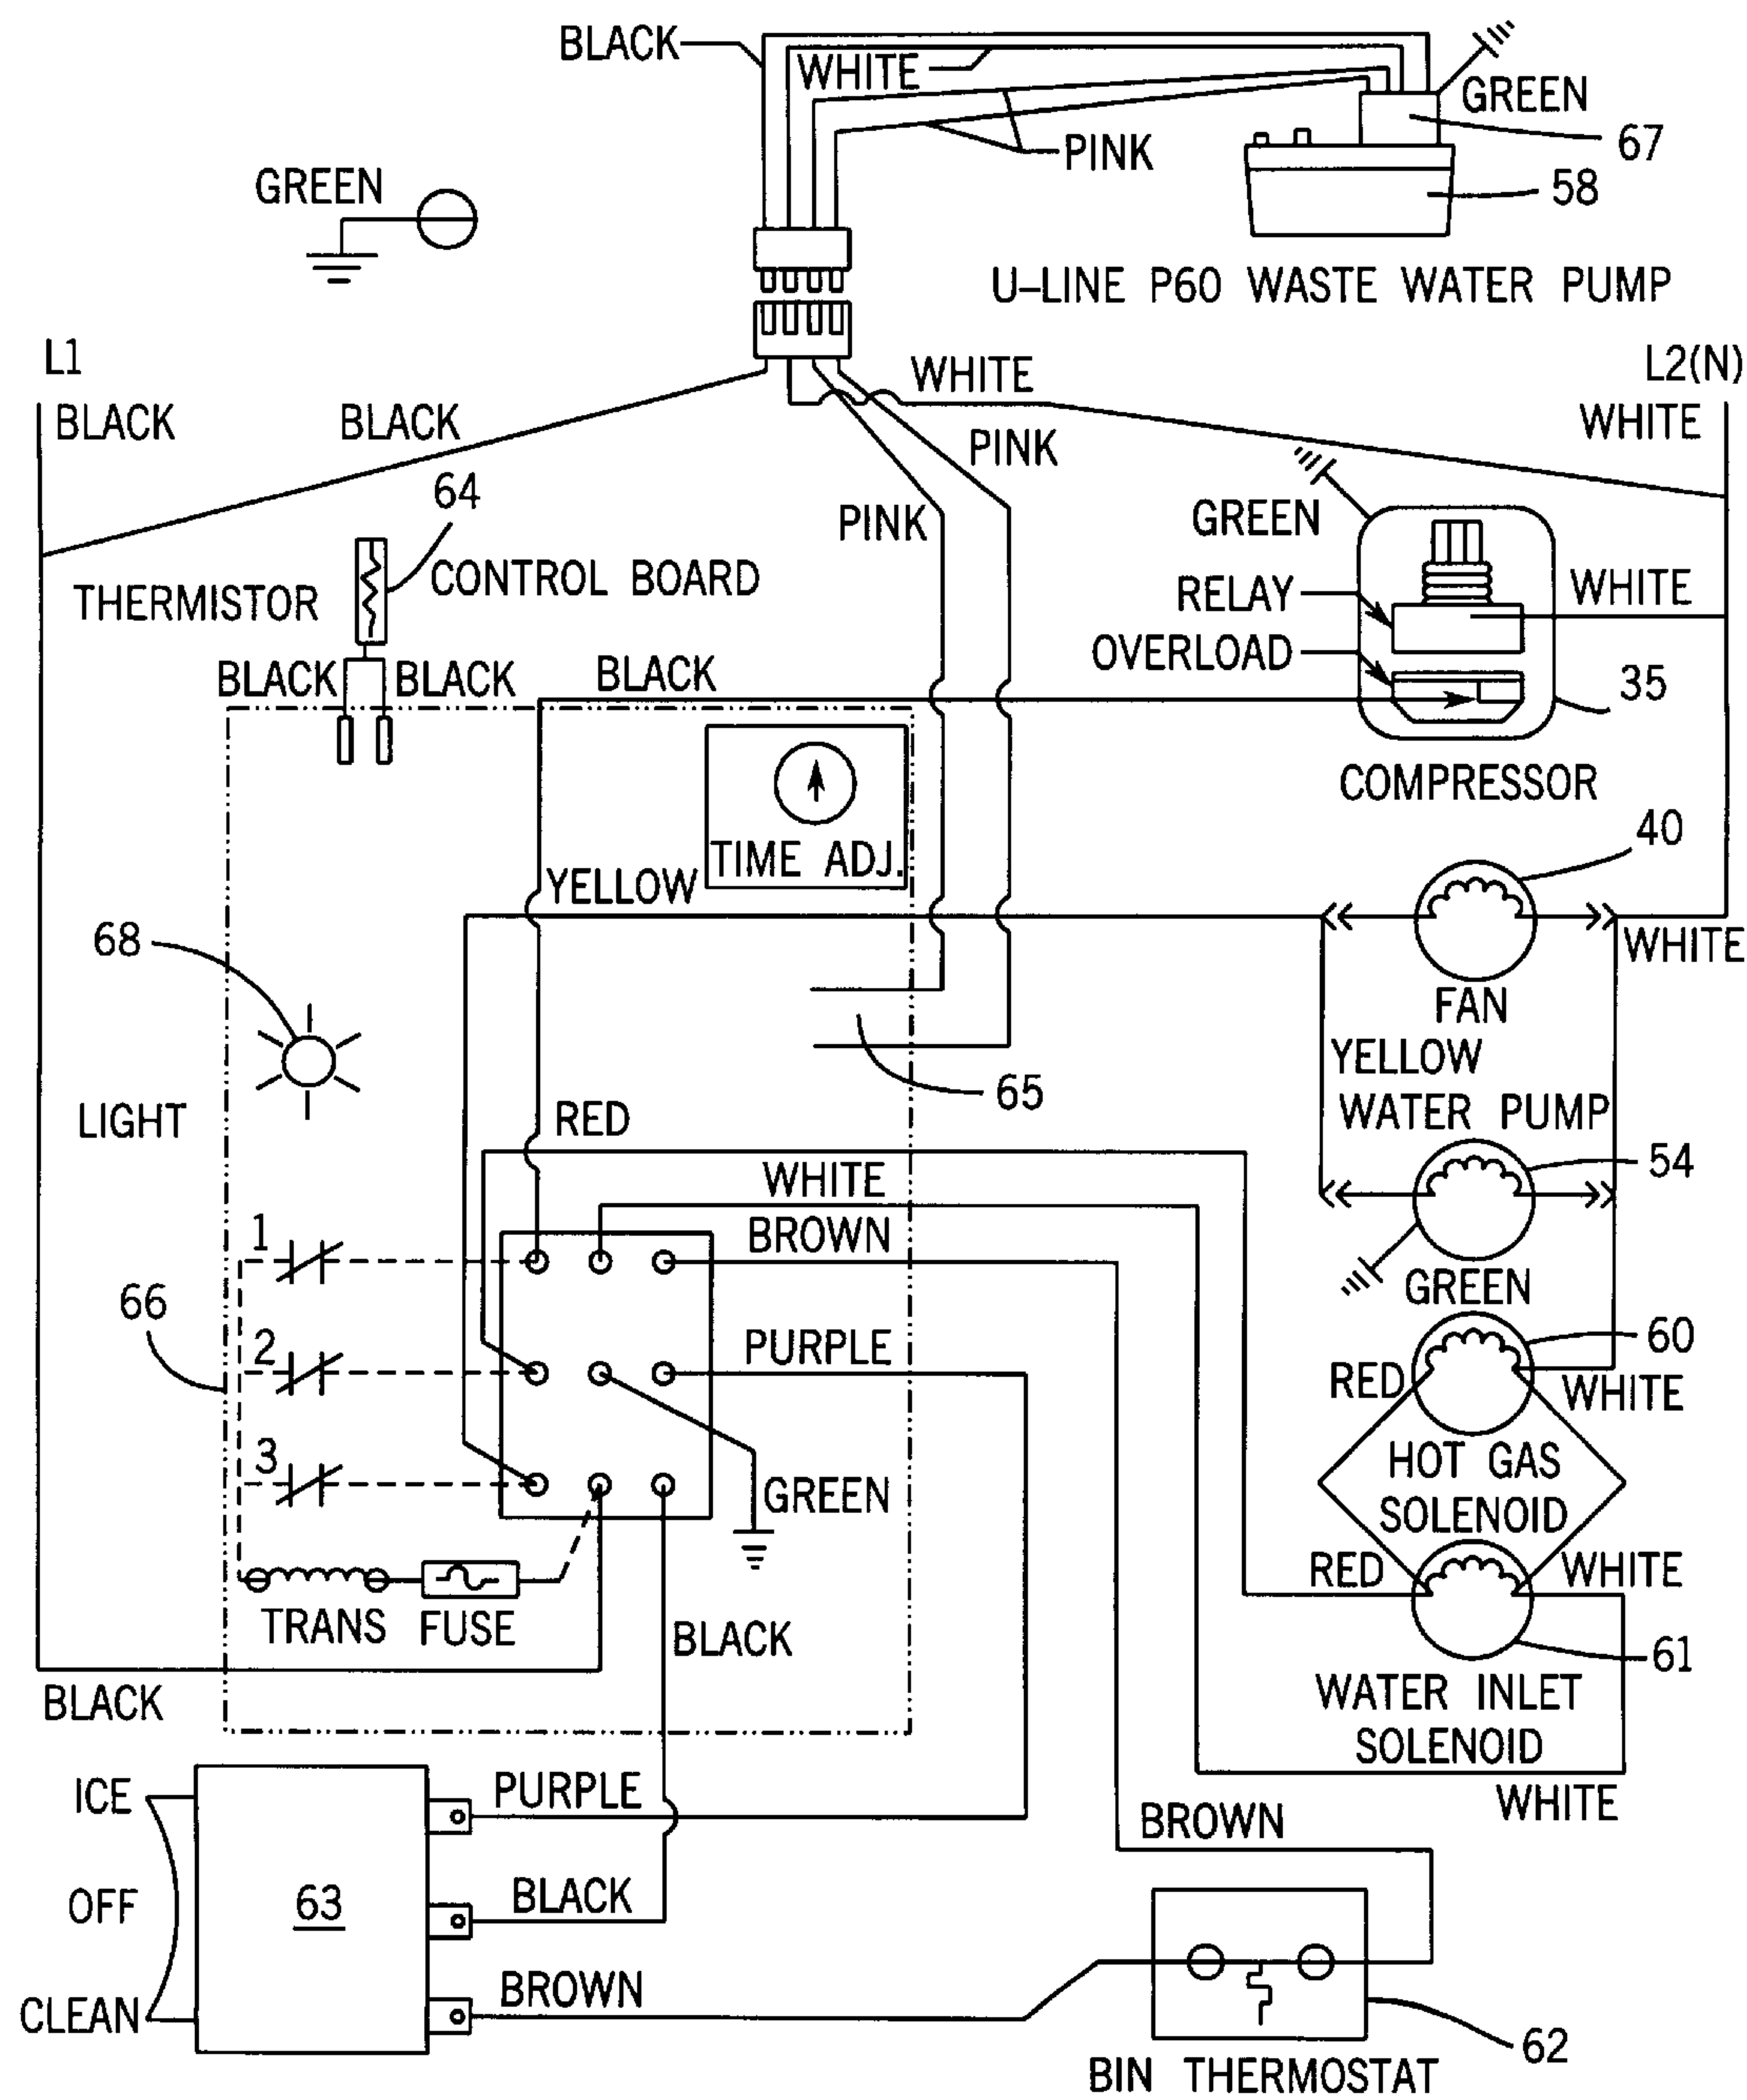 BLACK
WHITE
GREEN
67
PINK
58
GREEN
U-LINE P60 WASTE WATER PUMP
L1
L2(N)
WHITE
BLACK
BLACK
WHITE
PINK
64
PINK
GREEN
THERMISTOR
CONTROL BOARD
RELAY
WHITE
OVERLOAD
BLACK
BLACK
BLACK
35
COMPRESSOR
40
TIME ADJ.
YELLOW
68
WHITE
FAN
YELLOW
65
LIGHT
RED
WATER PUMP
WHITE
54
1
BROWN
GREEN
66
2
PURPLE
60
RED
WHITE
3
HOT GAS
SOLENOID
GREEN
RED
WHITE
TRANS
FUSE
BLACK
61
BLACK
WATER INLET
SOLENOID
ICE
PURPLE
WHITE
BROWN
OFF
63
BLACK
CLEAN
BROWN
62
BIN THERMOSTAT